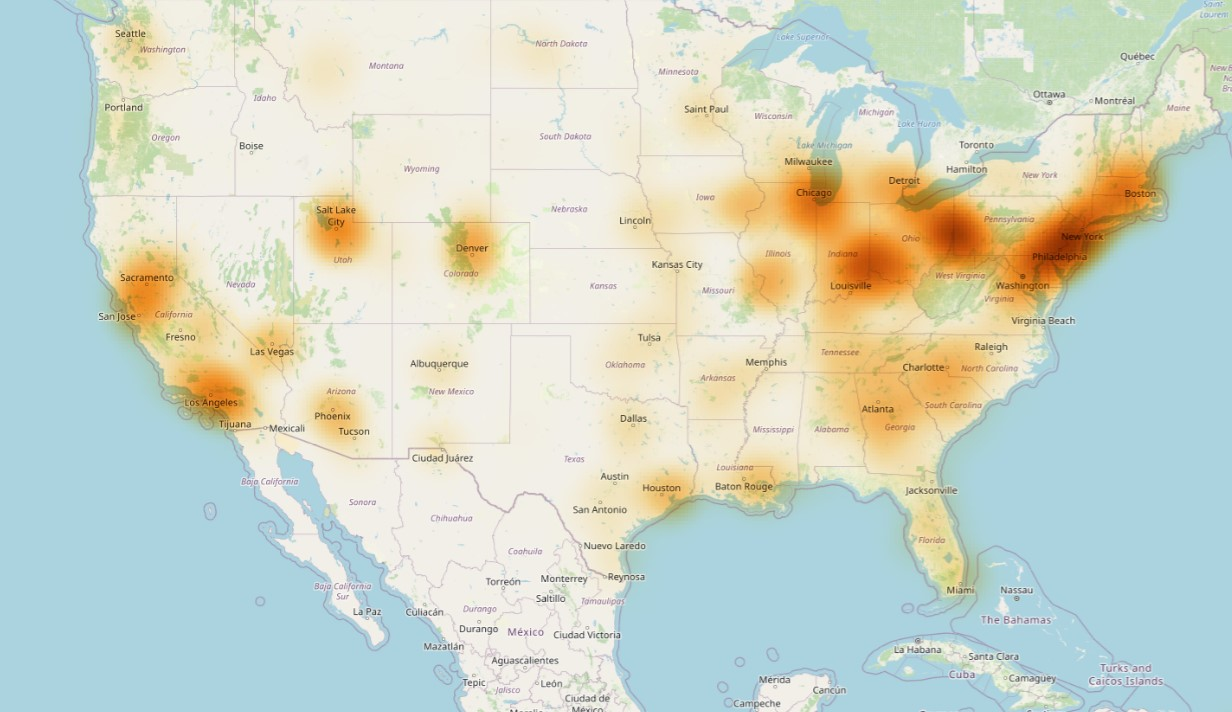 Seattle
Washington
Montana
North Dakota
Minnesota
Lake Superior
Québec
Ottawa
Montréal
Maine
Portland
Oregon
Idaho
Boise
South Dakota
Saint Paul
Wisconsin
Michigan
Lake Huron
Toronto
Hamilton
New York
Wyoming
Milwaukee
Lake Michigan
Chicago
Detroit
Boston
Salt Lake
City
Utah
Nebraska
Iowa
Lincoln
Pennsylvania
New York
Philadelphia
Denver
Colorado
Illinois
Indiana
Ohio
West Virginia
Washington
Virginia
Sacramento
Nevada
Kansas City
Kansas
Missouri
Louisville
San Jose
California
Fresno
Las Vegas
Virginia Beach
Tulsa
Oklahoma
Albuquerque
New Mexico
Arkansas
Memphis
Tennessee
Raleigh
Charlotte
North Carolina
Los Angeles
Arizona
Phoenix
Tucson
Tijuana
Mexicali
Dallas
Mississippi
Alabama
Atlanta
Georgia
South Carolina
Ciudad Juárez
Texas
Louisiana
Austin
Houston
Baton Rouge
Jacksonville
Baja California
Sonora
Chihuahua
San Antonio
Florida
Coahuila
Nuevo Laredo
Reynosa
Miami
Nassau
Baja California
Sur
La Paz
Culiacán
Torreón
Monterrey
Saltillo
Tamaulipas
Durango
Durango
México
Ciudad Victoria
The Bahamas
Mazatlán
Aguascalientes
La Habana
Santa Clara
Cuba
Camaguey
Turks and
Caicos Islands
Tepic
Jalisco
León
Ciudad de
México
Mérida
Cancún
Campeche